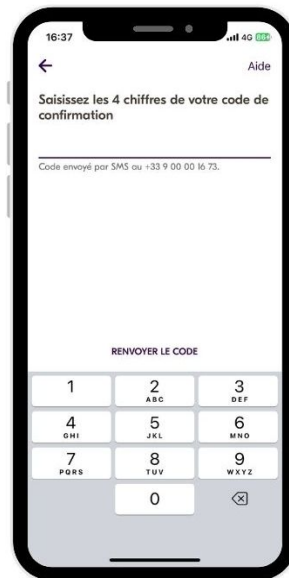 16:37
4G 86
Aide
Saisissez les 4 chiffres de votre code de
confirmation
Code envoyé par SMS au +33 9 00 00 16 73.
RENVOYER LE CODE
1
2
3
ABC
DEF
4
5
6
GHI
JKL
MNO
7
8
9
PQRS
TUV
WXYZ
0